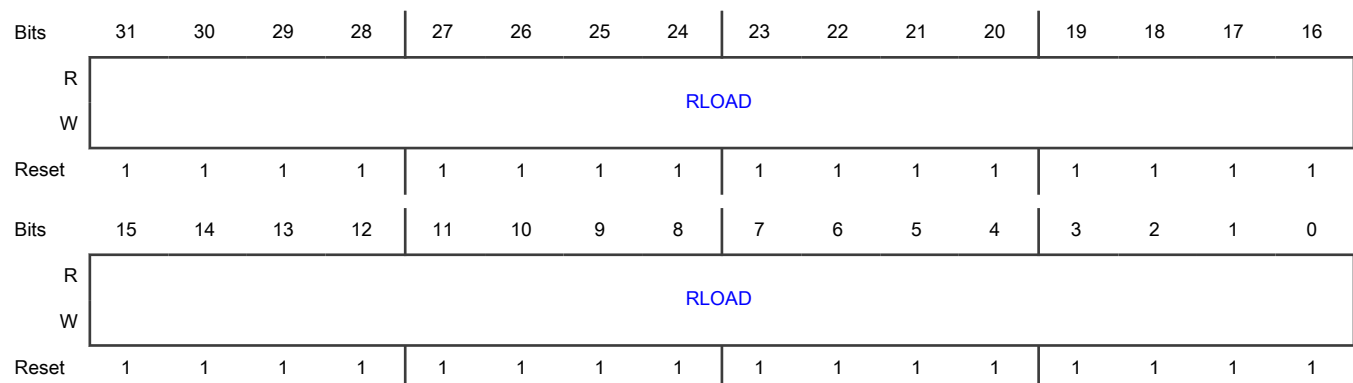 Bits 31 30 29 28 27 26 25 24 23 22 21 20 19 18 17 16
R
RLOAD
W
Reset 1 1 1 1 1 1 1 1 1 1 1 1 1 1 1 1
Bits 15 14 13 12 11 10 9 8 7 6 5 4 3 2 1 0
R
RLOAD
W
Reset 1 1 1 1 1 1 1 1 1 1 1 1 1 1 1 1